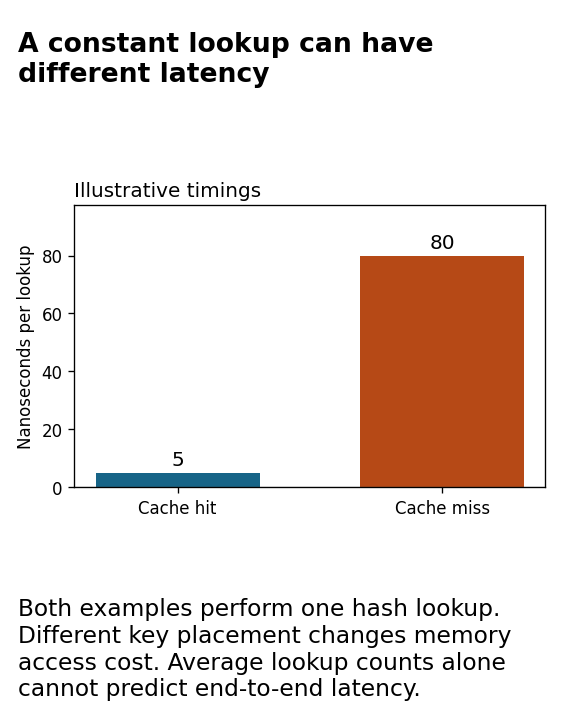 A constant lookup can have
different latency
Illustrative timings
Nanoseconds per lookup
80
60
40
20
0
5
80
Cache hit
Cache miss
Both examples perform one hash lookup.
Different key placement changes memory
access cost. Average lookup counts alone
cannot predict end-to-end latency.